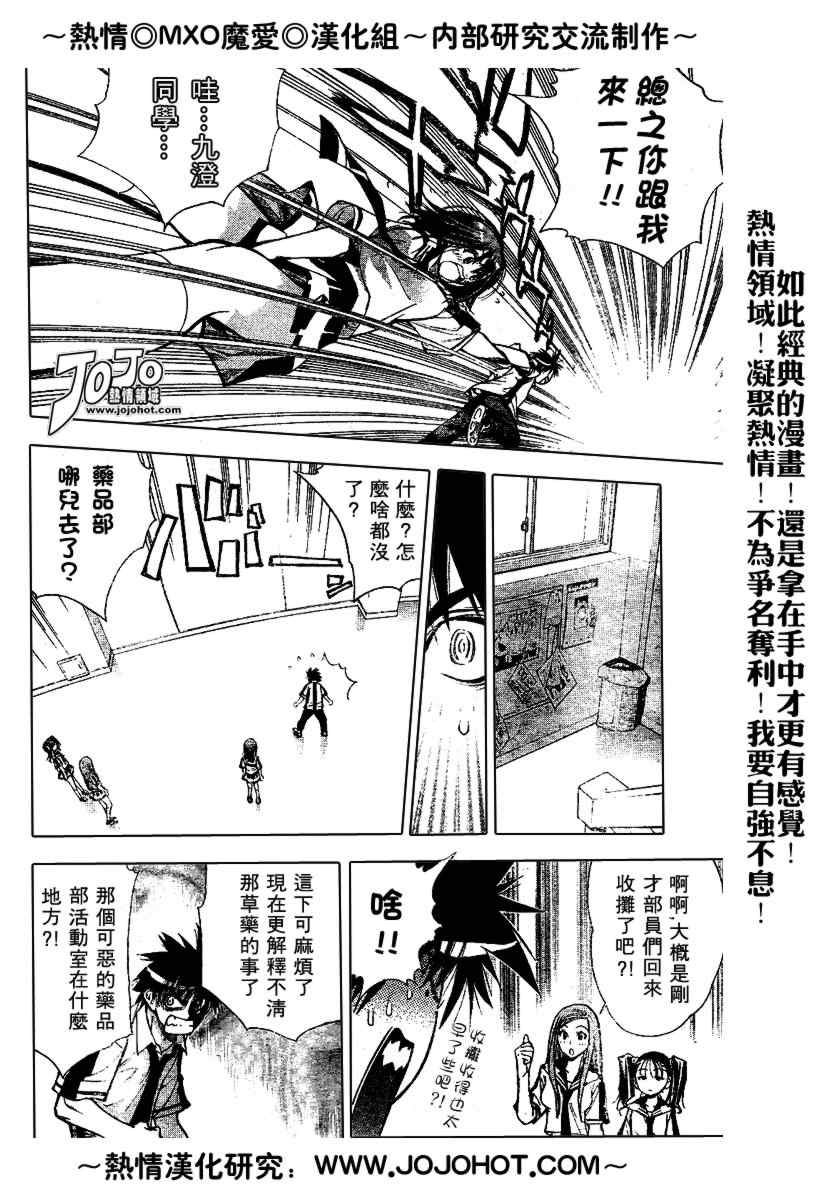 ～熱情◎MXO魔愛◎漢化組～内部研究交流制作～
總之你跟我
來一下!!
哇…九澄
同學…
JOJO
熱情領域
www.jojohot.com
什麼？怎
麼啥都沒
了？
藥品部
哪兒去了？
啊啊，大概是剛
才部員們回來
收攤了吧?!
啥!!
收攤收得也太
早了些吧?!
這下可麻煩了
現在更解釋不清
那草藥的事了
那個可惡的藥品
部活動室在什麼
地方?!
如此經典的漫畫！還是拿在手中才更有感覺！
熱情領域！凝聚熱情！不為爭名奪利！我要自強不息！
～熱情漢化研究：WWW.JOJOHOT.COM～